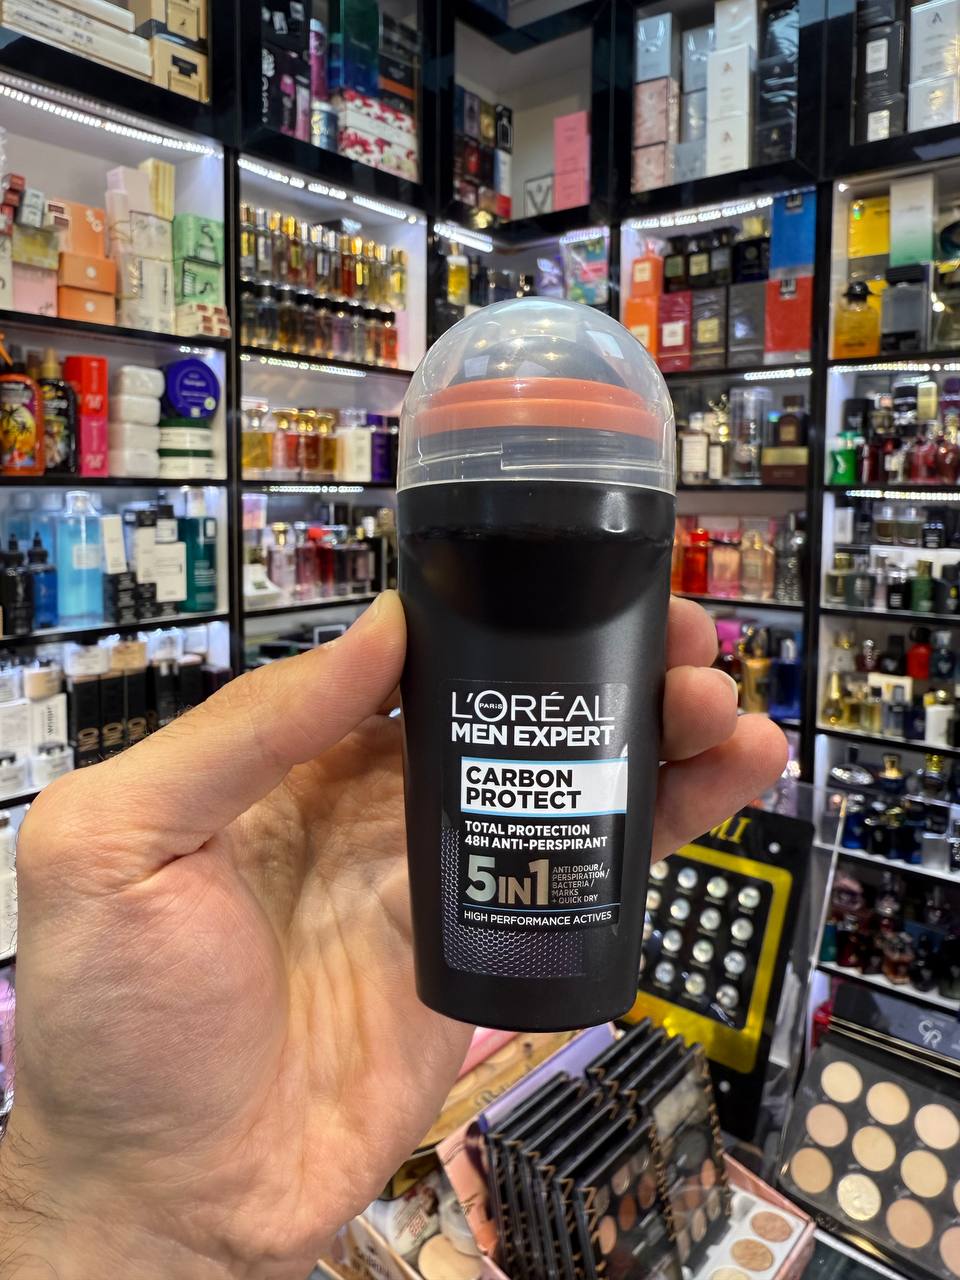 L'ORÉAL
PARIS
MEN EXPERT
CARBON
PROTECT
TOTAL PROTECTION
48H ANTI-PERSPIRANT
5IN1
ANTI ODOUR /
PERSPIRATION /
BACTERIA /
MARKS
+ QUICK DRY
HIGH PERFORMANCE ACTIVES